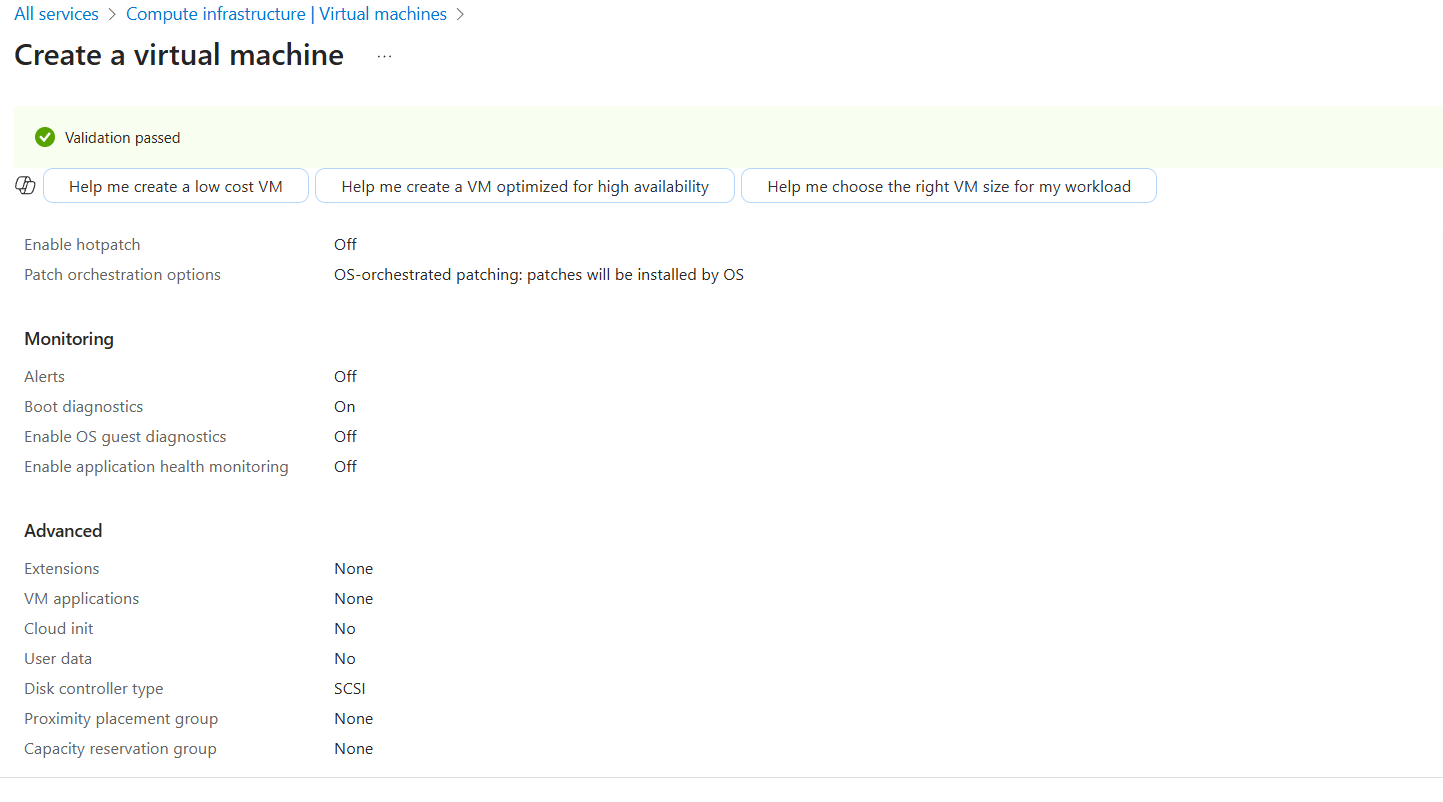 All services > Compute infrastructure | Virtual machines >
Create a virtual machine ...
Validation passed
Help me create a low cost VM Help me create a VM optimized for high availability Help me choose the right VM size for my workload
Enable hotpatch Off
Patch orchestration options OS-orchestrated patching: patches will be installed by OS
Monitoring
Alerts Off
Boot diagnostics On
Enable OS guest diagnostics Off
Enable application health monitoring Off
Advanced
Extensions None
VM applications None
Cloud init No
User data No
Disk controller type SCSI
Proximity placement group None
Capacity reservation group None